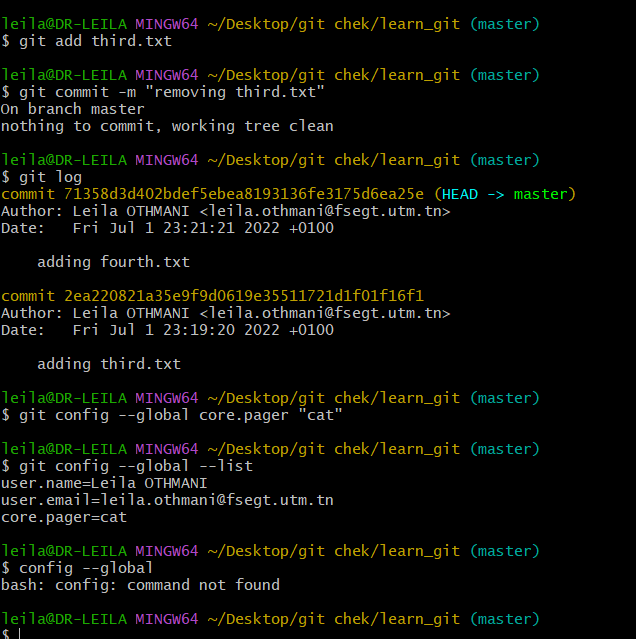 leila@DR-LEILA MINGW64 ~/Desktop/git chek/learn_git (master)
$ git add third.txt
leila@DR-LEILA MINGW64 ~/Desktop/git chek/learn_git (master)
$ git commit -m "removing third.txt"
On branch master
nothing to commit, working tree clean
leila@DR-LEILA MINGW64 ~/Desktop/git chek/learn_git (master)
$ git log
commit 71358d3d402bdef5ebea8193136fe3175d6ea25e (HEAD -> master)
Author: Leila OTHMANI <leila.othmani@fsegt.utm.tn>
Date:   Fri Jul 1 23:21:21 2022 +0100
    adding fourth.txt
commit 2ea220821a35e9f9d0619e35511721d1f01f16f1
Author: Leila OTHMANI <leila.othmani@fsegt.utm.tn>
Date:   Fri Jul 1 23:19:20 2022 +0100
    adding third.txt
leila@DR-LEILA MINGW64 ~/Desktop/git chek/learn_git (master)
$ git config --global core.pager "cat"
leila@DR-LEILA MINGW64 ~/Desktop/git chek/learn_git (master)
$ git config --global --list
user.name=Leila OTHMANI
user.email=leila.othmani@fsegt.utm.tn
core.pager=cat
leila@DR-LEILA MINGW64 ~/Desktop/git chek/learn_git (master)
$ config --global
bash: config: command not found
leila@DR-LEILA MINGW64 ~/Desktop/git chek/learn_git (master)
$